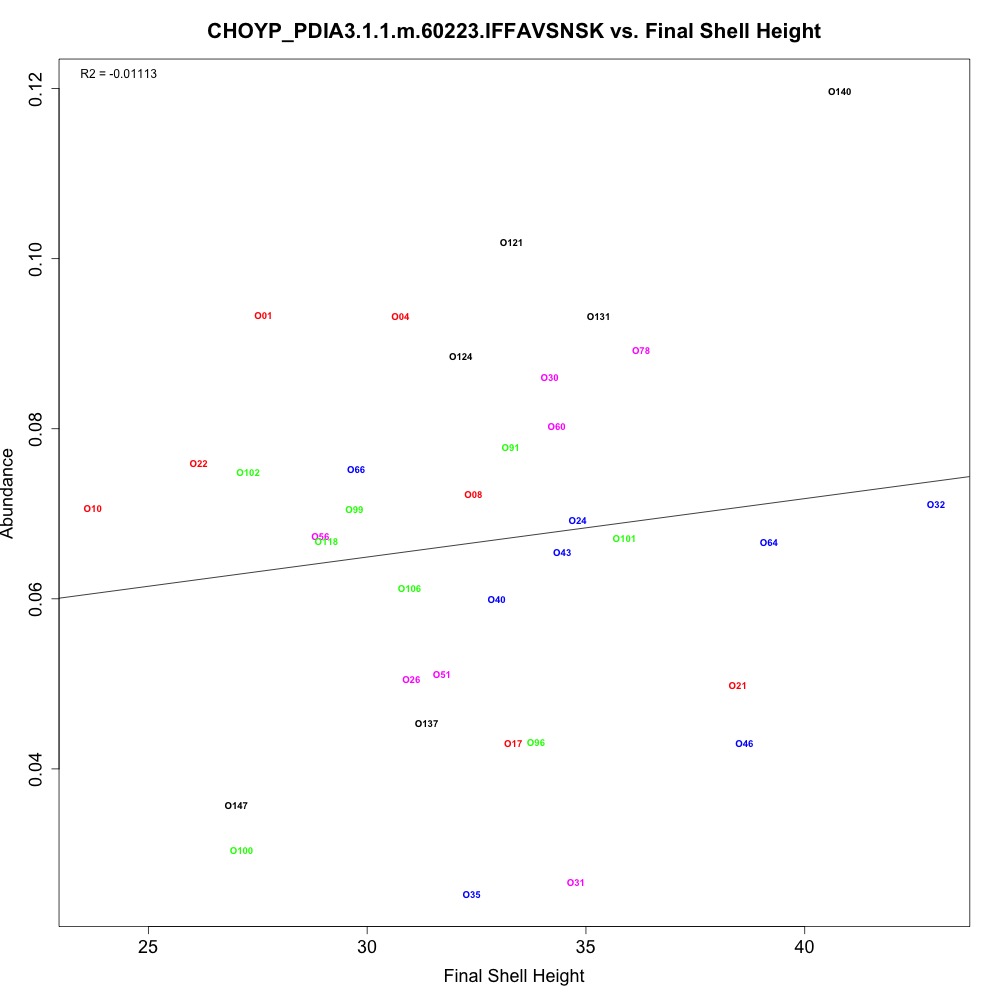 CHOYP_PDIA3.1.1.m.60223.IFFAVSNSK vs. Final Shell Height
R2 = -0.01113
0.12
O140
O121
0.10
O01
O04
O131
O124
O78
O30
O60
0.08
O91
O22
O102
O66
O08
O10
O99
O32
O24
O56
O118
O101
O64
O43
Abundance
O106
0.06
O40
O51
O26
O21
O137
O17
O96
O46
0.04
O147
O100
O31
O35
25
30
35
40
Final Shell Height